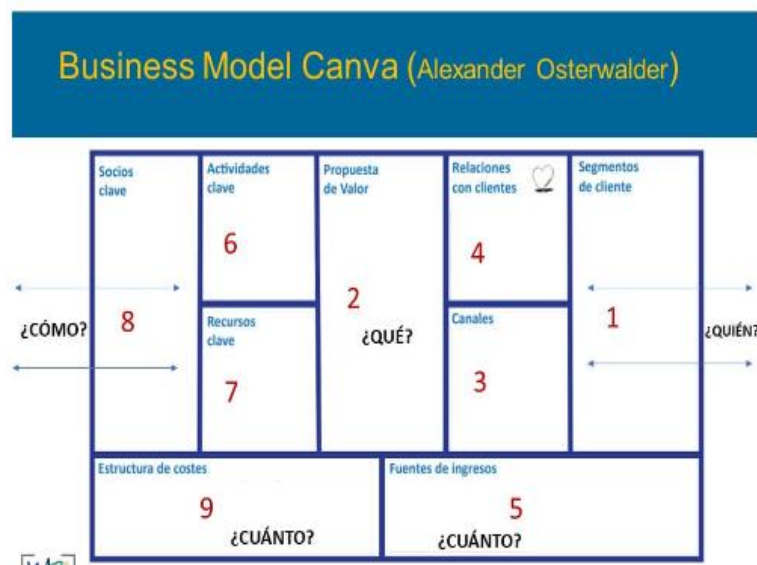 Business Model Canva (Alexander Osterwalder)
Socios
clave
8
¿CÓMO?
Actividades
clave
6
Recursos
clave
7
Propuesta
de Valor
2
¿QUÉ?
Relaciones
con clientes
4
Canales
3
Segmentos
de cliente
1
¿QUIÉN?
Estructura de costes
9
¿CUÁNTO?
Fuentes de ingresos
5
¿CUÁNTO?